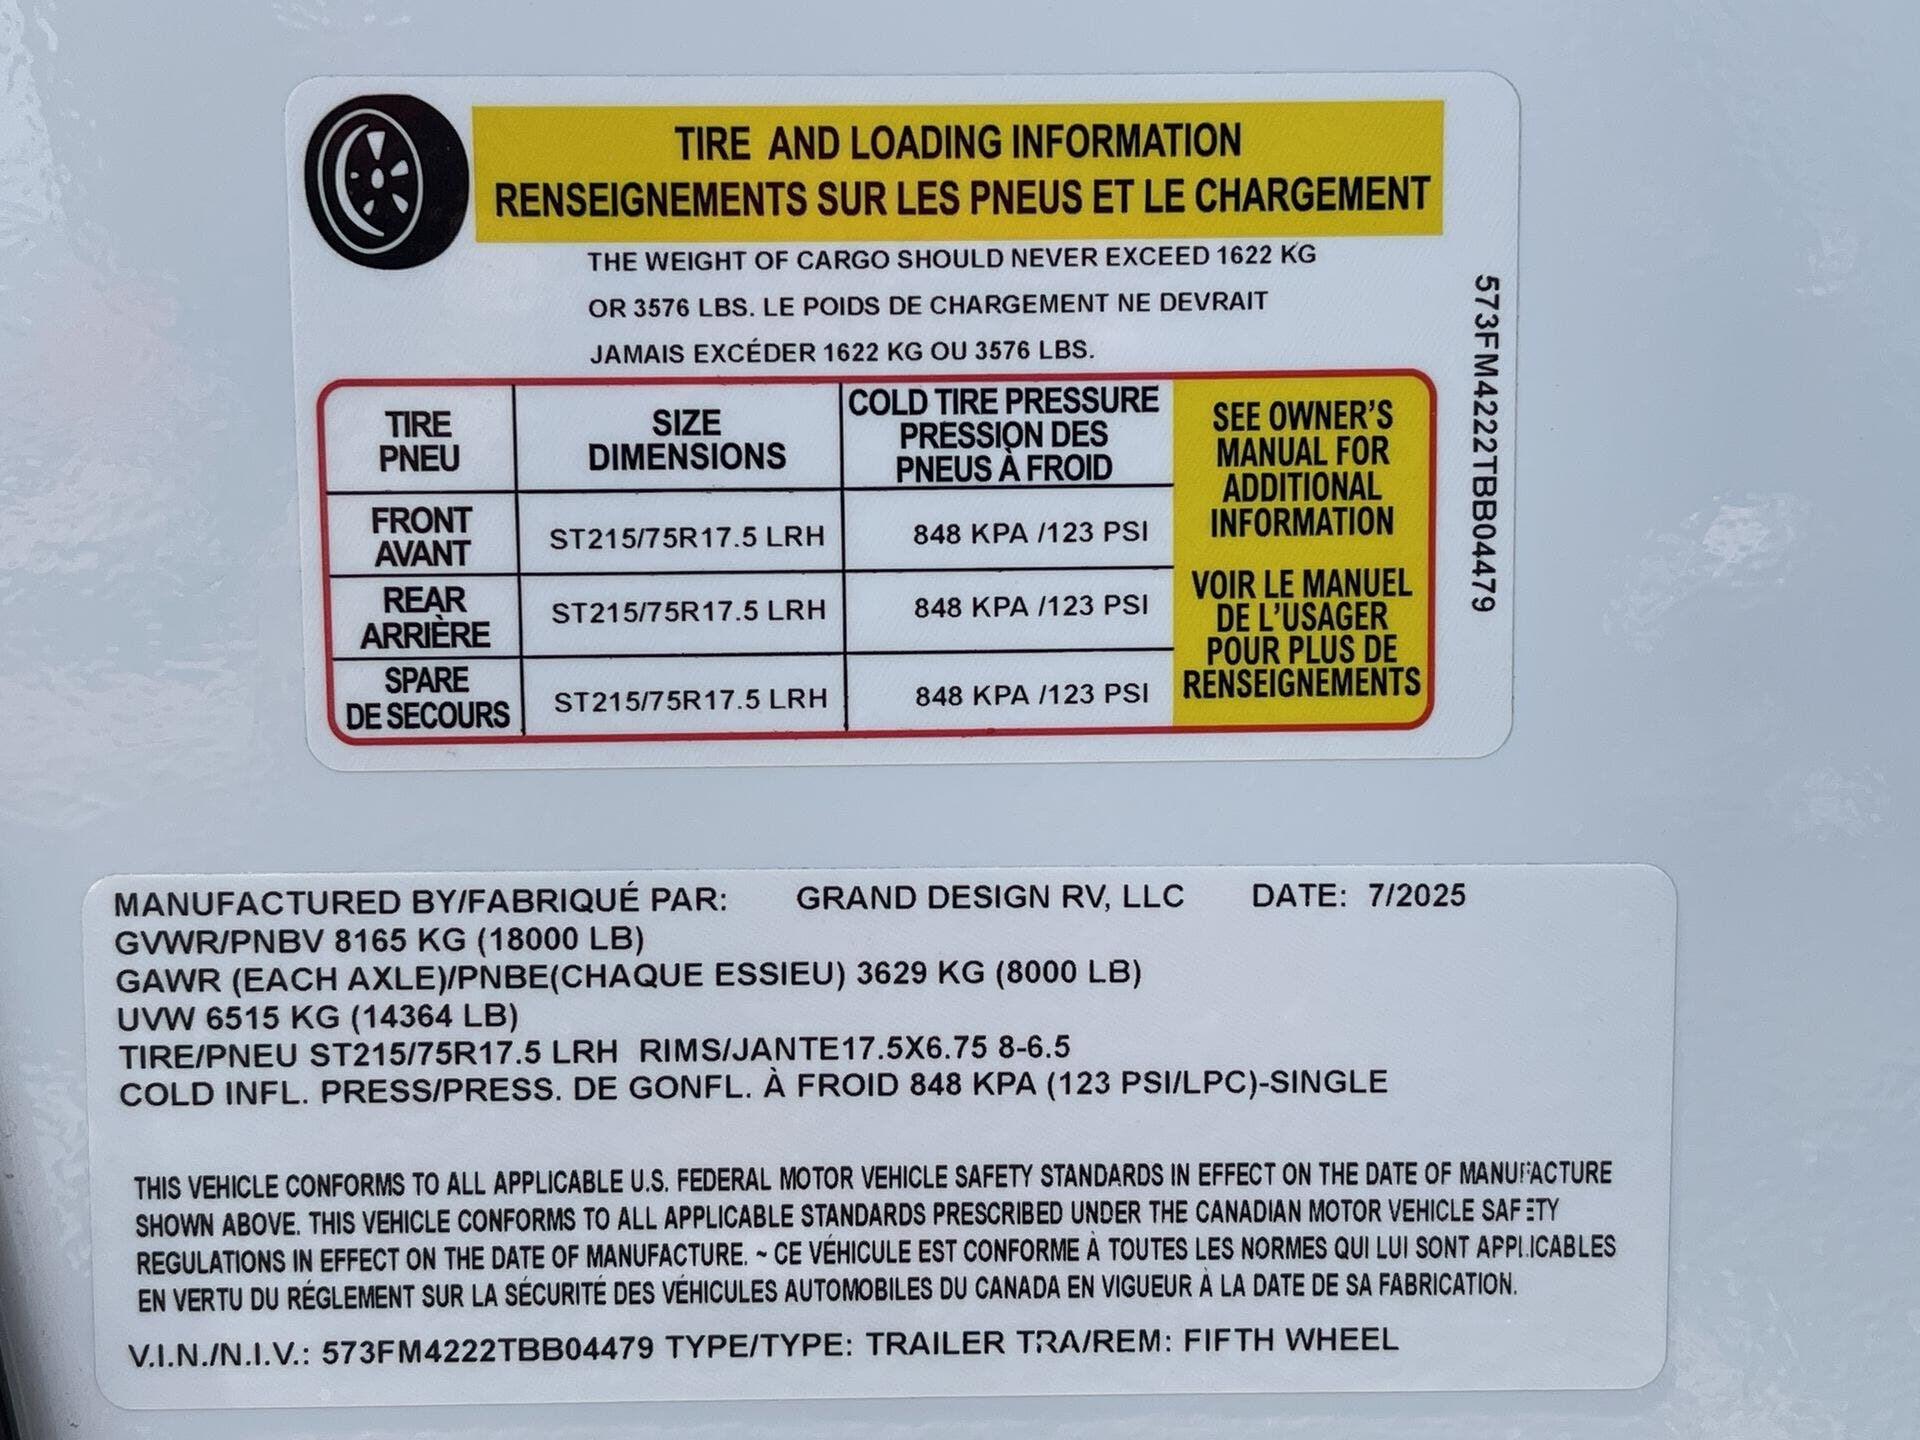 TIRE AND LOADING INFORMATION
RENSEIGNEMENTS SUR LES PNEUS ET LE CHARGEMENT
THE WEIGHT OF CARGO SHOULD NEVER EXCEED 1622 KG
OR 3576 LBS. LE POIDS DE CHARGEMENT NE DEVRAIT
JAMAIS EXCÉDER 1622 KG OU 3576 LBS.
TIRE
PNEU
SIZE
DIMENSIONS
COLD TIRE PRESSURE
PRESSION DES
PNEUS À FROID
FRONT
AVANT
ST215/75R17.5 LRH
848 KPA /123 PSI
REAR
ARRIÈRE
ST215/75R17.5 LRH
848 KPA /123 PSI
SPARE
DE SECOURS
ST215/75R17.5 LRH
848 KPA /123 PSI
SEE OWNER'S
MANUAL FOR
ADDITIONAL
INFORMATION
VOIR LE MANUEL
DE L'USAGER
POUR PLUS DE
RENSEIGNEMENTS
573FM4222TBB04479
MANUFACTURED BY/FABRIQUÉ PAR: GRAND DESIGN RV, LLC DATE: 7/2025
GVWR/PNBV 8165 KG (18000 LB)
GAWR (EACH AXLE)/PNBE(CHAQUE ESSIEU) 3629 KG (8000 LB)
UVW 6515 KG (14364 LB)
TIRE/PNEU ST215/75R17.5 LRH RIMS/JANTE17.5X6.75 8-6.5
COLD INFL. PRESS/PRESS. DE GONFL. À FROID 848 KPA (123 PSI/LPC)-SINGLE
THIS VEHICLE CONFORMS TO ALL APPLICABLE U.S. FEDERAL MOTOR VEHICLE SAFETY STANDARDS IN EFFECT ON THE DATE OF MANUFACTURE
SHOWN ABOVE. THIS VEHICLE CONFORMS TO ALL APPLICABLE STANDARDS PRESCRIBED UNDER THE CANADIAN MOTOR VEHICLE SAFETY
REGULATIONS IN EFFECT ON THE DATE OF MANUFACTURE. ~ CE VÉHICULE EST CONFORME À TOUTES LES NORMES QUI LUI SONT APPLICABLES
EN VERTU DU RÉGLEMENT SUR LA SÉCURITÉ DES VÉHICULES AUTOMOBILES DU CANADA EN VIGUEUR À LA DATE DE SA FABRICATION.
V.I.N./N.I.V.: 573FM4222TBB04479 TYPE/TYPE: TRAILER TRA/REM: FIFTH WHEEL